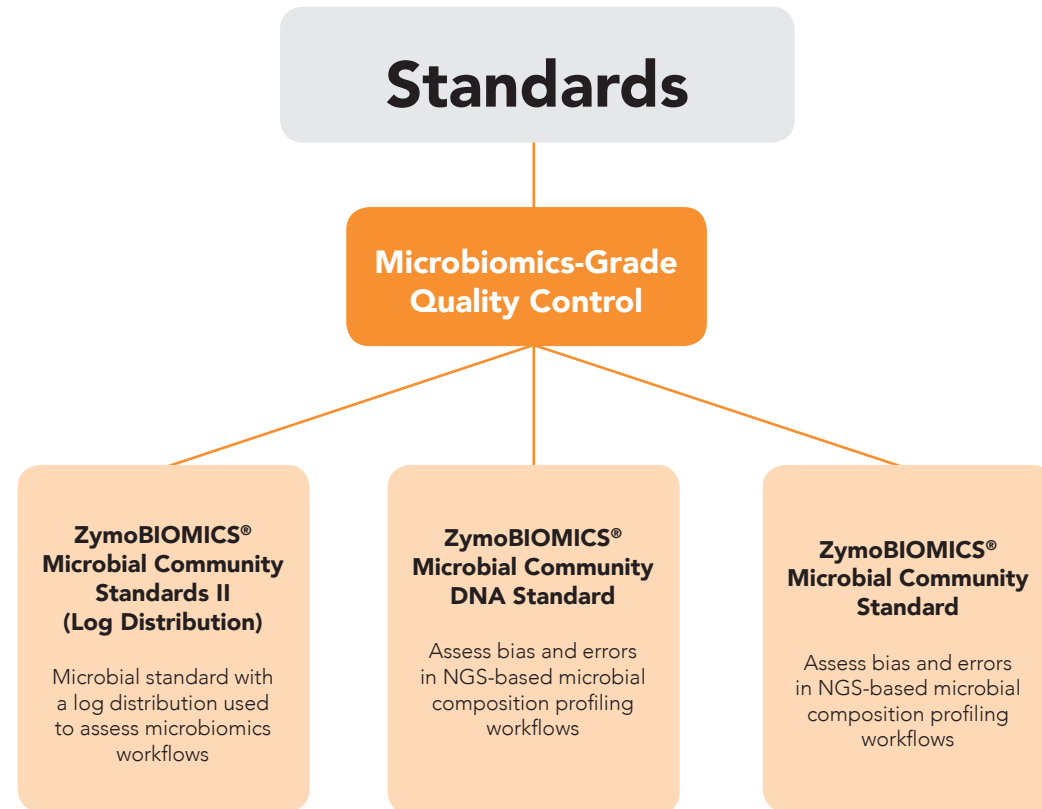 Standards
Microbiomics-Grade
Quality Control
ZymoBIOMICS®
Microbial Community
Standards II
(Log Distribution)
Microbial standard with
a log distribution used
to assess microbiomics
workflows
ZymoBIOMICS®
Microbial Community
DNA Standard
Assess bias and errors
in NGS-based microbial
composition profiling
workflows
ZymoBIOMICS®
Microbial Community
Standard
Assess bias and errors
in NGS-based microbial
composition profiling
workflows